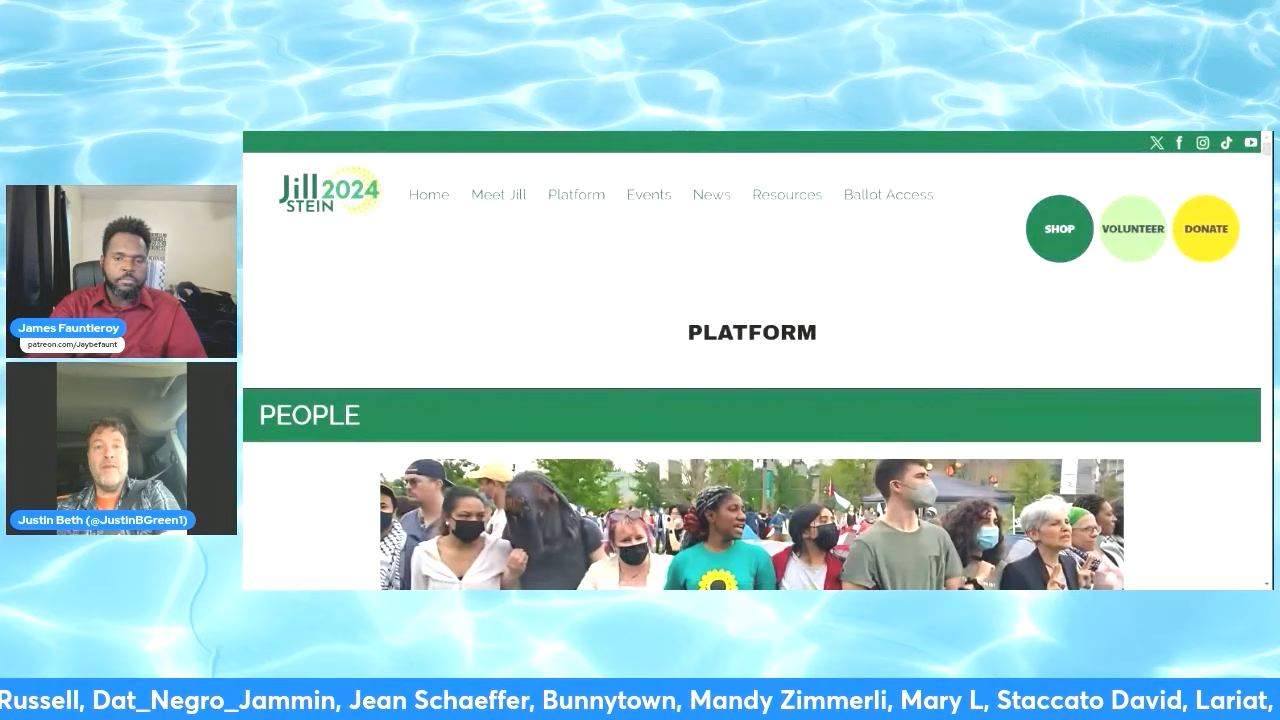 Jill 2024
STEIN
Home Meet Jill Platform Events News Resources Ballot Access
SHOP VOLUNTEER DONATE
PLATFORM
PEOPLE
James Fauntleroy
patreon.com/Jaybefaunt
Justin Beth (@JustinBGreen1)
Russell, Dat_Negro_Jammin, Jean Schaeffer, Bunnytown, Mandy Zimmerli, Mary L, Staccato David, Lariat,